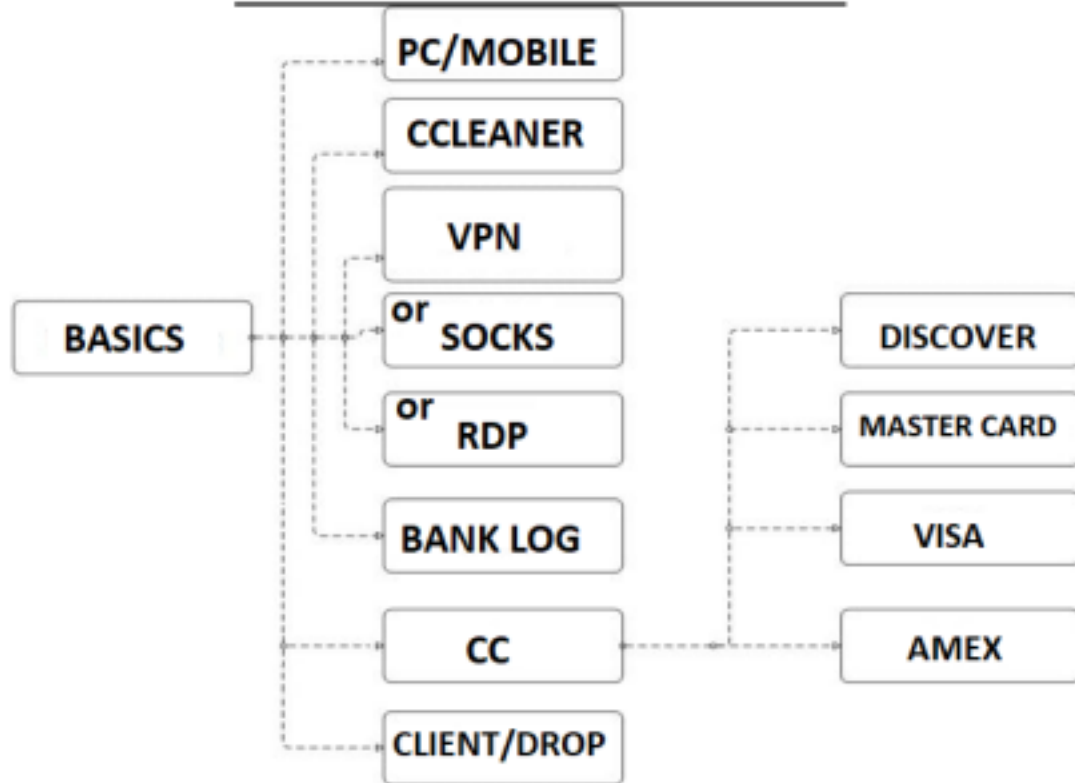 PC/MOBILE
CCLEANER
VPN
BASICS
or
SOCKS
or
RDP
BANK LOG
CC
CLIENT/DROP
DISCOVER
MASTER CARD
VISA
AMEX